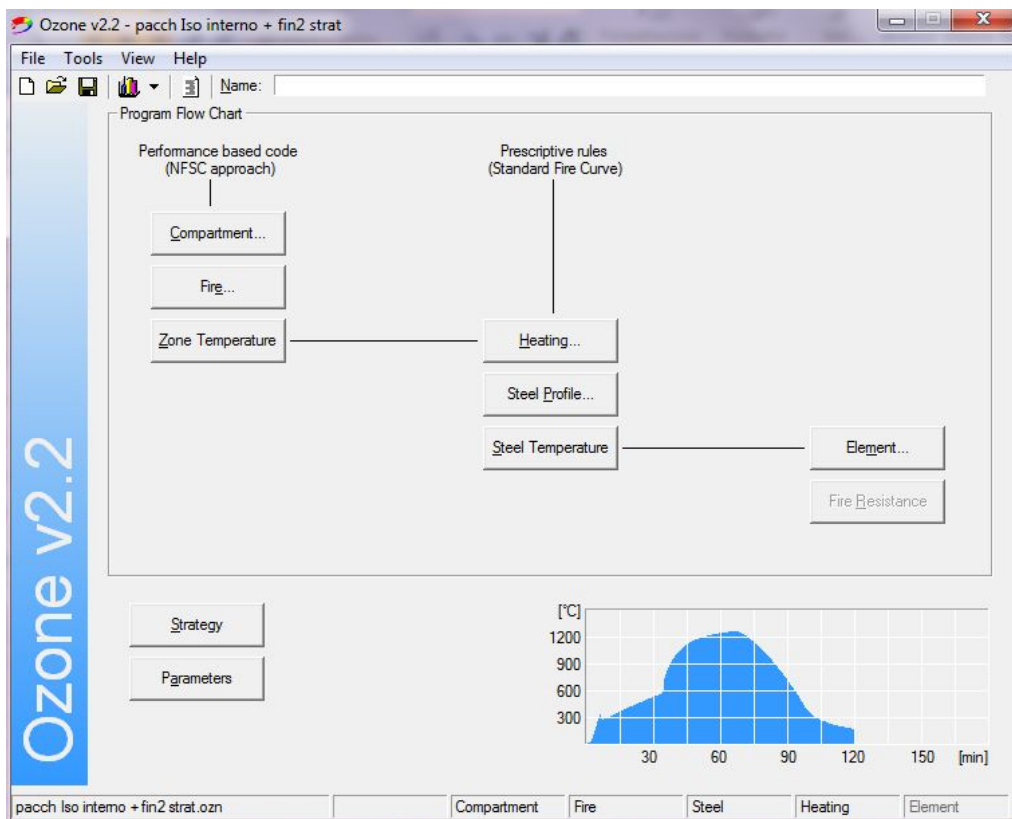 Ozone v2.2 - pacch Iso interno + fin2 strat
File Tools View Help
Name:
Program Flow Chart
Performance based code
(NFSC approach)
Prescriptive rules
(Standard Fire Curve)
Compartment...
Fire...
Zone Temperature
Heating...
Steel Profile...
Steel Temperature
Element...
Fire Resistance
Ozone v2.2
Strategy
Parameters
[°C]
1200
900
600
300
30 60 90 120 150 [min]
pacch Iso interno + fin2 strat.ozn Compartment Fire Steel Heating Element